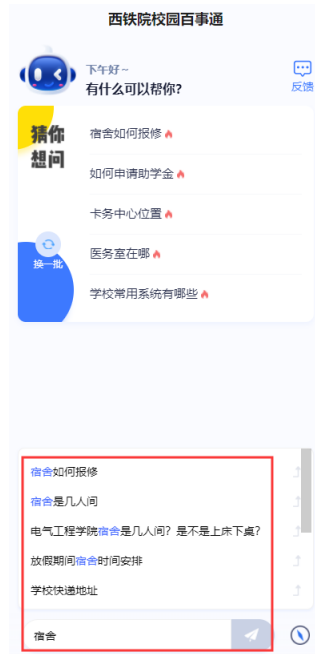 西铁院校园百事通
下午好~
有什么可以帮你?
反馈
猜你
想问
换一批
宿舍如何报修
如何申请助学金
卡务中心位置
医务室在哪
学校常用系统有哪些
宿舍如何报修
宿舍是几人间
电气工程学院宿舍是几人间？是不是上床下桌？
放假期间宿舍时间安排
学校快递地址
宿舍